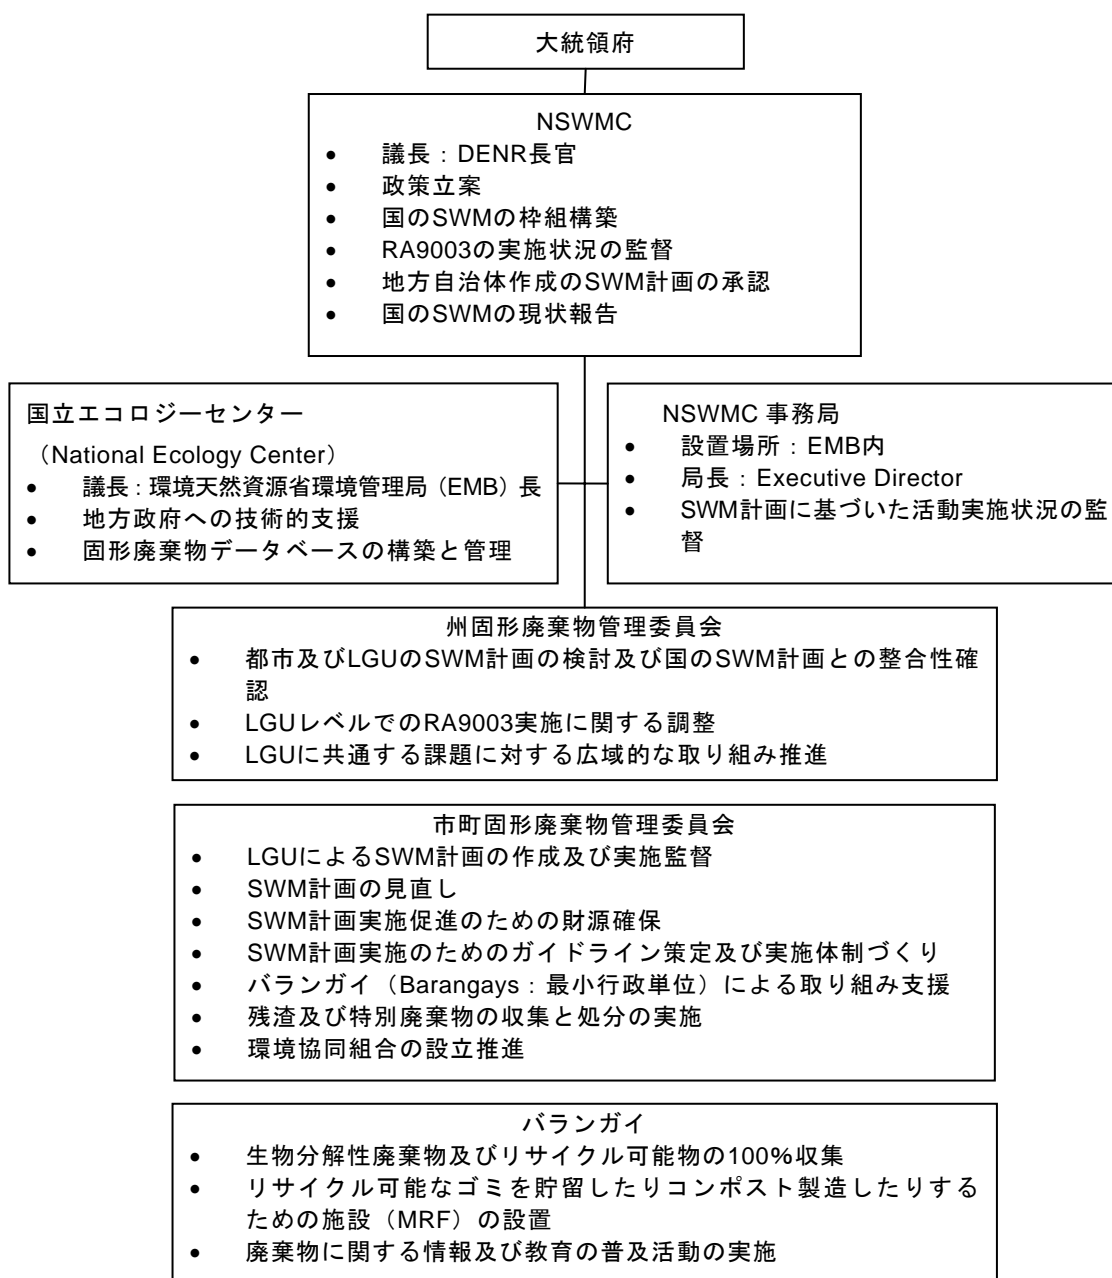 大統領府
NSWMC
• 議長：DENR長官
• 政策立案
• 国のSWMの枠組構築
• RA9003の実施状況の監督
• 地方自治体作成のSWM計画の承認
• 国のSWMの現状報告
国立エコロジーセンター
（National Ecology Center）
• 議長：環境天然資源省環境管理局（EMB）長
• 地方政府への技術的支援
• 固形廃棄物データベースの構築と管理
NSWMC 事務局
• 設置場所：EMB内
• 局長：Executive Director
• SWM計画に基づいた活動実施状況の監
督
州固形廃棄物管理委員会
• 都市及びLGUのSWM計画の検討及び国のSWM計画との整合性確
認
• LGUレベルでのRA9003実施に関する調整
• LGUに共通する課題に対する広域的な取り組み推進
市町固形廃棄物管理委員会
• LGUによるSWM計画の作成及び実施監督
• SWM計画の見直し
• SWM計画実施促進のための財源確保
• SWM計画実施のためのガイドライン策定及び実施体制づくり
• バランガイ（Barangays：最小行政単位）による取り組み支援
• 残渣及び特別廃棄物の収集と処分の実施
• 環境協同組合の設立推進
バランガイ
• 生物分解性廃棄物及びリサイクル可能物の100%収集
• リサイクル可能なゴミを貯留したりコンポスト製造したりする
ための施設（MRF）の設置
• 廃棄物に関する情報及び教育の普及活動の実施